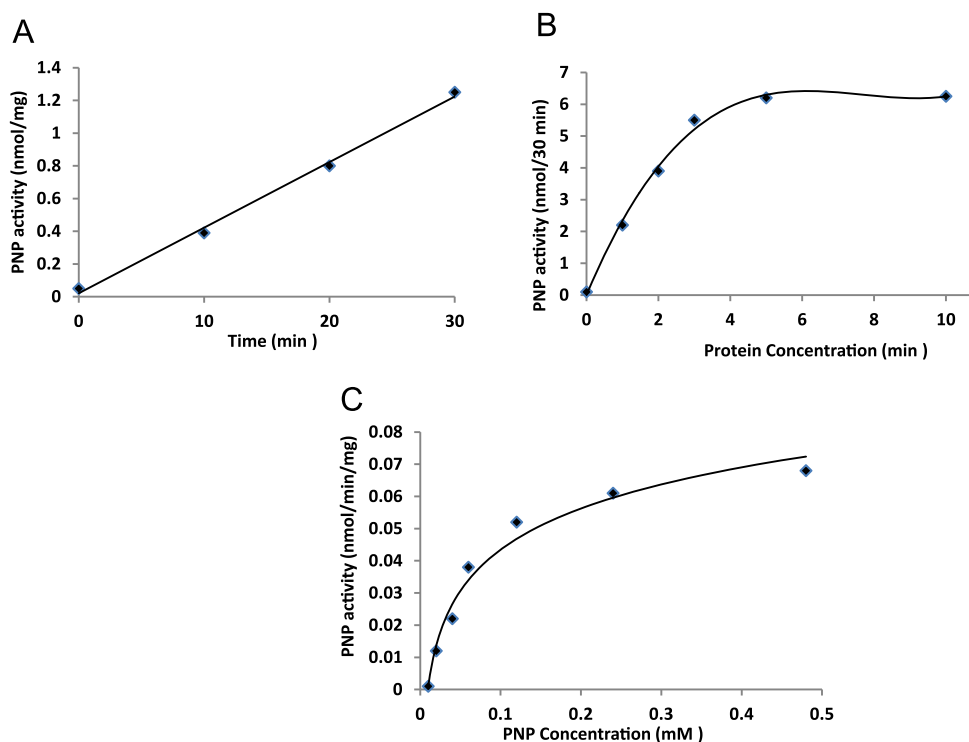 A
PNP activity (nmol/mg)
1.4
1.2
1
0.8
0.6
0.4
0.2
0
0 10 20 30
Time (min )
B
PNP activity (nmol/30 min)
7
6
5
4
3
2
1
0
0 2 4 6 8 10
Protein Concentration (min )
C
PNP activity (nmol/min/mg)
0.08
0.07
0.06
0.05
0.04
0.03
0.02
0.01
0
0 0.1 0.2 0.3 0.4 0.5
PNP Concentration (mM )